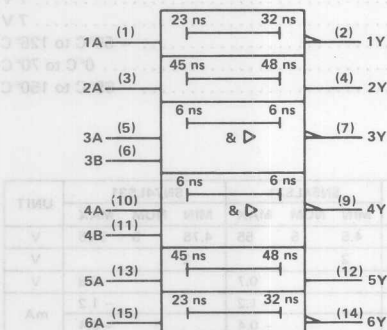 23 ns 32 ns
1A (1) (2) 1Y
45 ns 48 ns
2A (3) (4) 2Y
6 ns 6 ns
3A (5) & ▷ (7) 3Y
3B (6)
6 ns 6 ns
4A (10) & ▷ (9) 4Y
4B (11)
45 ns 48 ns
5A (13) (12) 5Y
23 ns 32 ns
6A (15) (14) 6Y